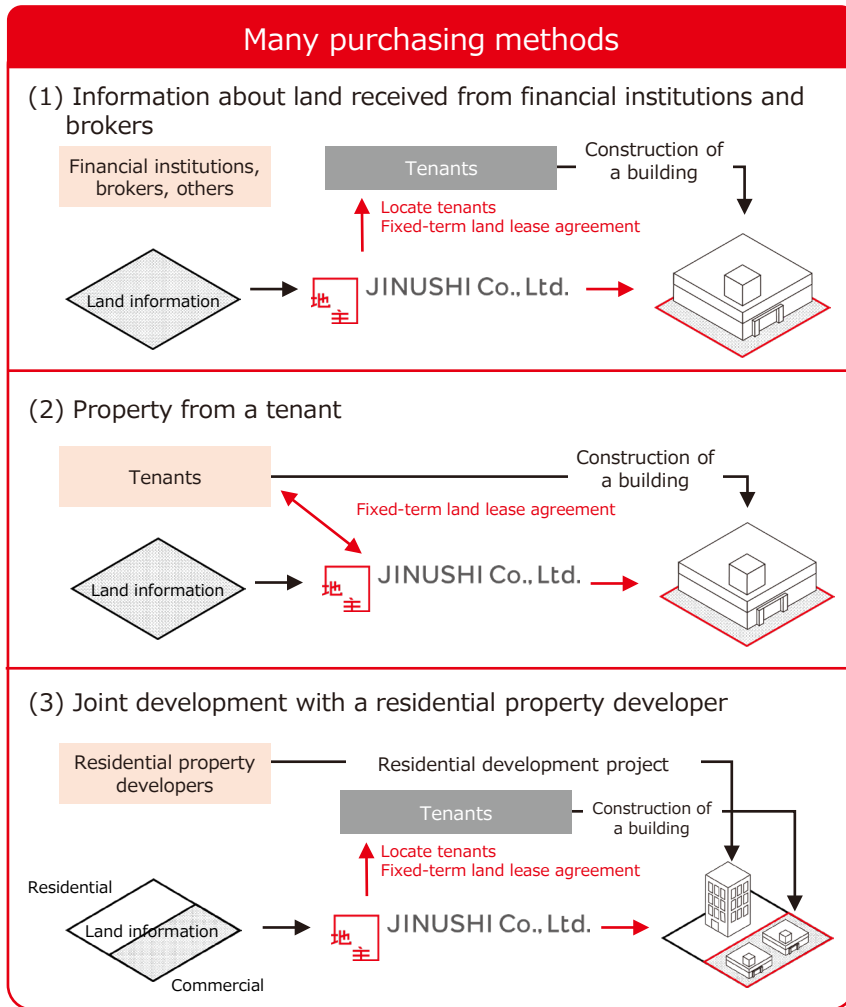 Many purchasing methods
(1) Information about land received from financial institutions and
brokers
Financial institutions,
brokers, others
Tenants
Construction of
a building
Locate tenants
Fixed-term land lease agreement
Land information
地主
JINUSHI Co., Ltd.
(2) Property from a tenant
Tenants
Construction of
a building
Fixed-term land lease agreement
Land information
地主
JINUSHI Co., Ltd.
(3) Joint development with a residential property developer
Residential property
developers
Residential development project
Tenants
Construction of
a building
Locate tenants
Fixed-term land lease agreement
Residential
Land information
Commercial
地主
JINUSHI Co., Ltd.